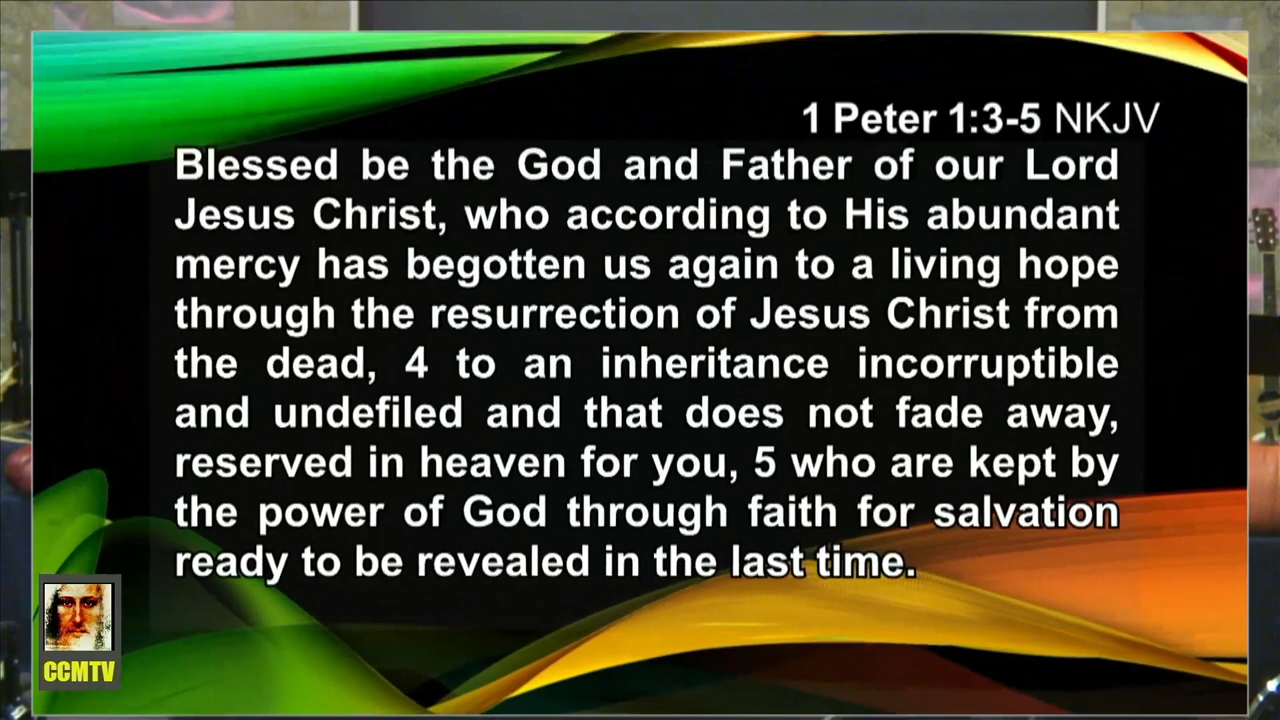 1 Peter 1:3-5 NKJV
Blessed be the God and Father of our Lord
Jesus Christ, who according to His abundant
mercy has begotten us again to a living hope
through the resurrection of Jesus Christ from
the dead, 4 to an inheritance incorruptible
and undefiled and that does not fade away,
reserved in heaven for you, 5 who are kept by
the power of God through faith for salvation
ready to be revealed in the last time.
CCMTV